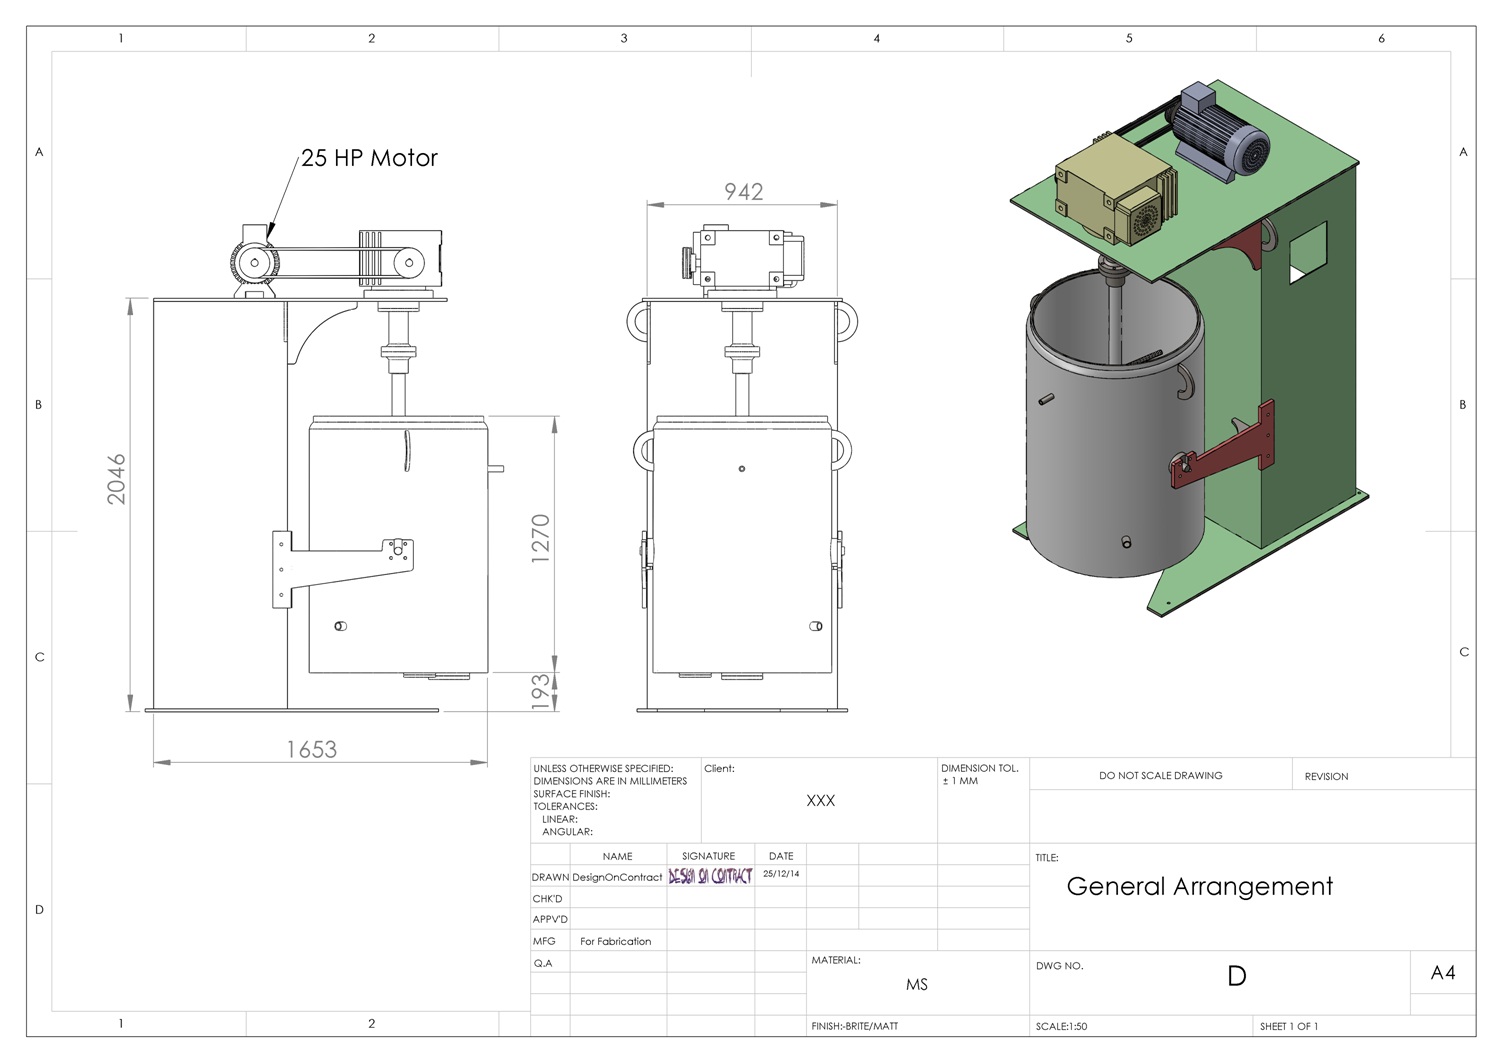 1 2 3 4 5 6
A A
25 HP Motor
942
B B
2046
1270
C C
193
1653
UNLESS OTHERWISE SPECIFIED:
DIMENSIONS ARE IN MILLIMETERS
SURFACE FINISH:
TOLERANCES:
LINEAR:
ANGULAR:
Client:
XXX
DIMENSION TOL.
± 1 MM
DO NOT SCALE DRAWING
REVISION
NAME SIGNATURE DATE
DRAWN DesignOnContract DESIGN ON CONTRACT 25/12/14
CHK'D
APPV'D
MFG For Fabrication
Q.A
TITLE:
General Arrangement
D
MATERIAL:
MS
DWG NO.
D
A4
FINISH:-BRITE/MATT
SCALE:1:50
SHEET 1 OF 1
1 2